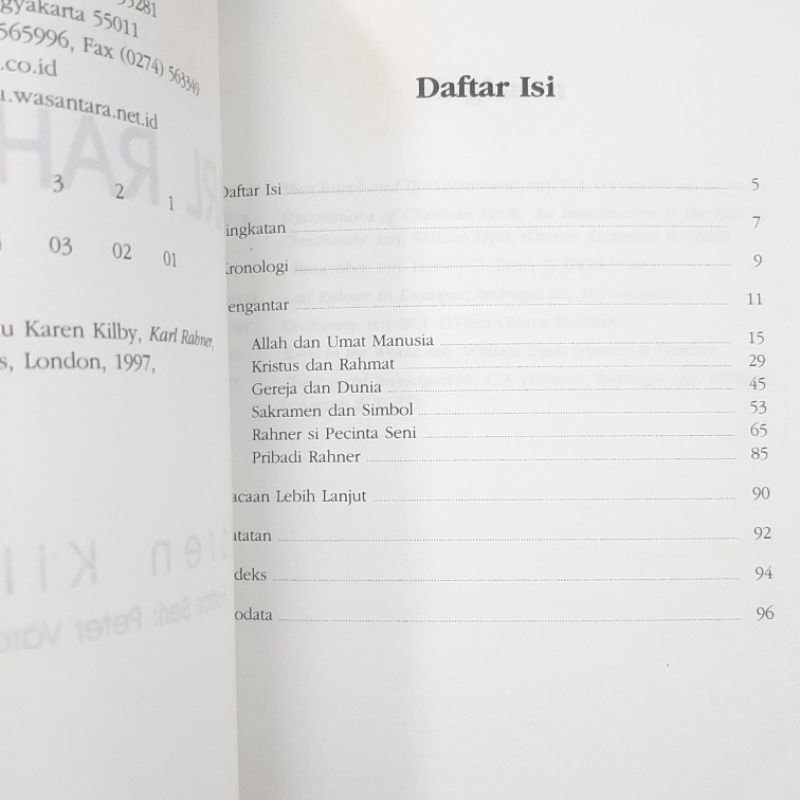 55281
gyakarta 55011
565996, Fax (0274) 563349
.co.id
a.wasantara.net.id
3 2 1
03 02 01
u Karen Kilby, Karl Rahner,
s, London, 1997,
Daftar Isi
Daftar Isi 5
ingkatan 7
Kronologi 9
engantar 11
Allah dan Umat Manusia 15
Kristus dan Rahmat 29
Gereja dan Dunia 45
Sakramen dan Simbol 53
Rahner si Pecinta Seni 65
Pribadi Rahner 85
acaan Lebih Lanjut 90
atatan 92
deks 94
odata 96